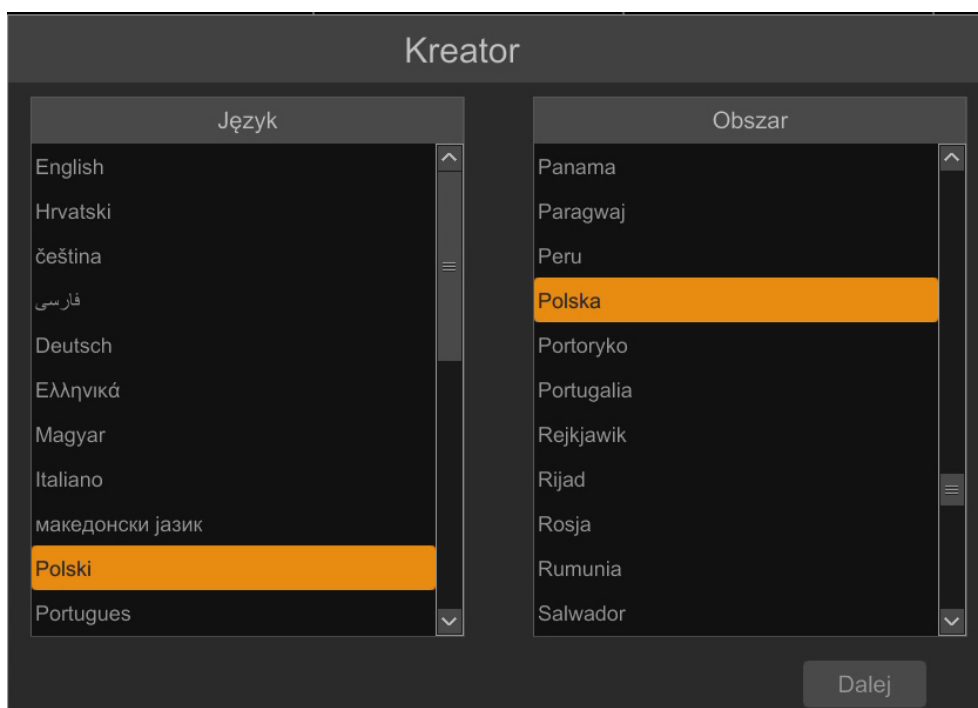 Kreator
Język
English
Hrvatski
čeština
فارسی
Deutsch
Ελληνικά
Magyar
Italiano
македонски јазик
Polski
Portugues
Obszar
Panama
Paragwaj
Peru
Polska
Portoryko
Portugalia
Rejkjawik
Rijad
Rosja
Rumunia
Salwador
Dalej